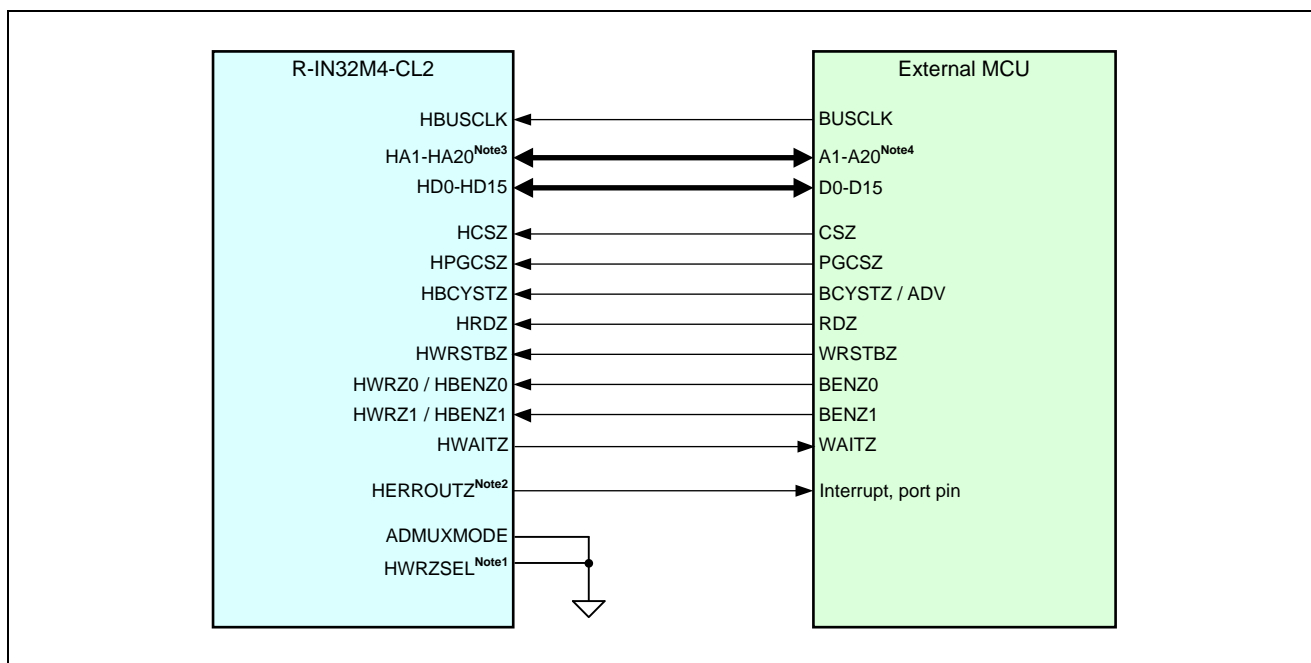 R-IN32M4-CL2 External MCU
HBUSCLK BUSCLK
HA1-HA20Note3 A1-A20Note4
HD0-HD15 D0-D15
HCSZ CSZ
HPGCSZ PGCSZ
HBCYSTZ BCYSTZ / ADV
HRDZ RDZ
HWRSTBZ WRSTBZ
HWRZ0 / HBENZ0 BENZ0
HWRZ1 / HBENZ1 BENZ1
HWAITZ WAITZ
HERROUTZNote2 Interrupt, port pin
ADMUXMODE
HWRZSELNote1